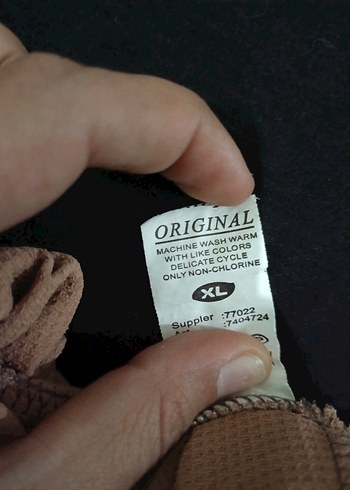 ORIGINAL
MACHINE WASH WARM
WITH LIKE COLORS
DELICATE CYCLE
ONLY NON-CHLORINE
XL
Suppler :77022
:7404724
®